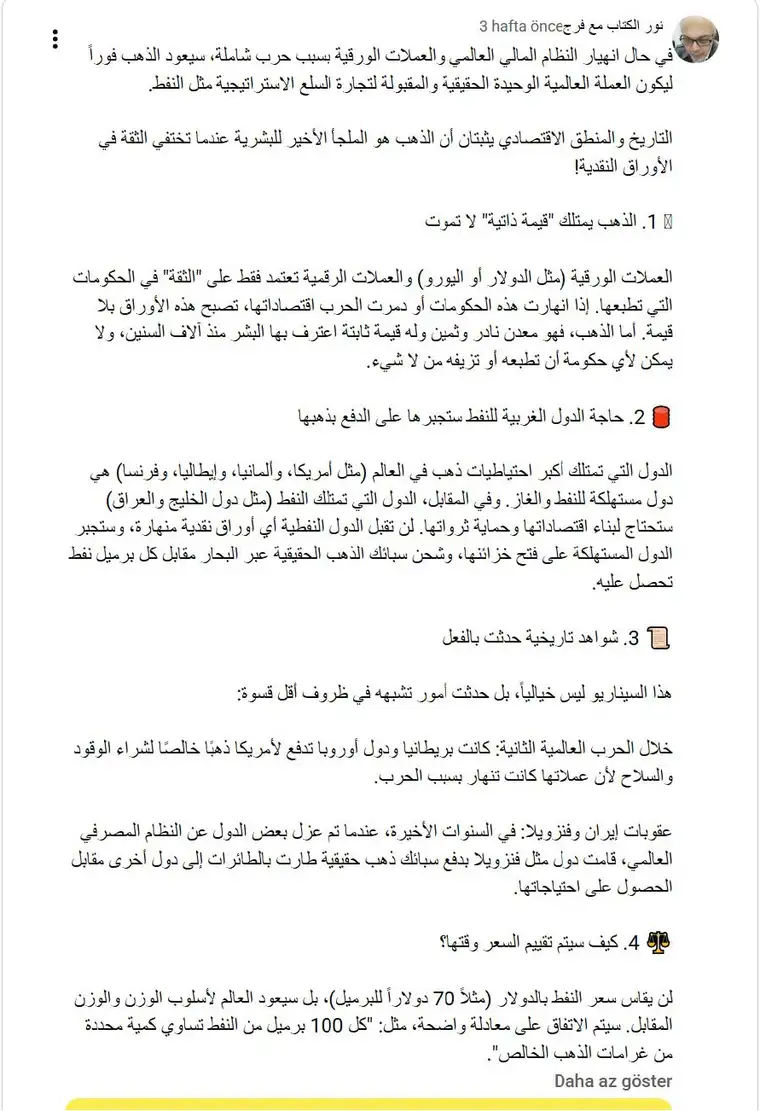 نور الكتاب مع فرج 3 hafta önce
في حال انهيار النظام المالي العالمي والعملات الورقية بسبب حرب شاملة، سيعود الذهب فوراً
ليكون العملة العالمية الوحيدة الحقيقية والمقبولة لتجارة السلع الاستراتيجية مثل النفط.
التاريخ والمنطق الاقتصادي يثبتان أن الذهب هو الملجأ الأخير للبشرية عندما تختفي الثقة في
الأوراق النقدية!
1. الذهب يمتلك "قيمة ذاتية" لا تموت
العملات الورقية (مثل الدولار أو اليورو) والعملات الرقمية تعتمد فقط على "الثقة" في الحكومات
التي تطبعها. إذا انهارت هذه الحكومات أو دمرت الحرب اقتصاداتها، تصبح هذه الأوراق بلا
قيمة. أما الذهب، فهو معدن نادر وثمين وله قيمة ثابتة اعترف بها البشر منذ آلاف السنين، ولا
يمكن لأي حكومة أن تطبعه أو تزيفه من لا شيء.
🛢️ 2. حاجة الدول الغربية للنفط ستجبرها على الدفع بذهبها
الدول التي تمتلك أكبر احتياطيات ذهب في العالم (مثل أمريكا، وألمانيا، وإيطاليا، وفرنسا) هي
دول مستهلكة للنفط والغاز. وفي المقابل، الدول التي تمتلك النفط (مثل دول الخليج والعراق)
ستحتاج لبناء اقتصاداتها وحماية ثرواتها. لن تقبل الدول النفطية أي أوراق نقدية منهارة، وستجبر
الدول المستهلكة على فتح خزائنها، وشحن سبائك الذهب الحقيقية عبر البحار مقابل كل برميل نفط
تحصل عليه.
📜 3. شواهد تاريخية حدثت بالفعل
هذا السيناريو ليس خيالياً، بل حدثت أمور تشبهه في ظروف أقل قسوة:
خلال الحرب العالمية الثانية: كانت بريطانيا ودول أوروبا تدفع لأمريكا ذهبًا خالصًا لشراء الوقود
والسلاح لأن عملاتها كانت تنهار بسبب الحرب.
عقوبات إيران وفنزويلا: في السنوات الأخيرة، عندما تم عزل بعض الدول عن النظام المصرفي
العالمي، قامت دول مثل فنزويلا بدفع سبائك ذهب حقيقية طارت بالطائرات إلى دول أخرى مقابل
الحصول على احتياجاتها.
⚖️ 4. كيف سيتم تقييم السعر وقتها؟
لن يقاس سعر النفط بالدولار (مثلاً 70 دولاراً للبرميل)، بل سيعود العالم لأسلوب الوزن والوزن
المقابل. سيتم الاتفاق على معادلة واضحة، مثل: "كل 100 برميل من النفط تساوي كمية محددة
من غرامات الذهب الخالص".
Daha az göster